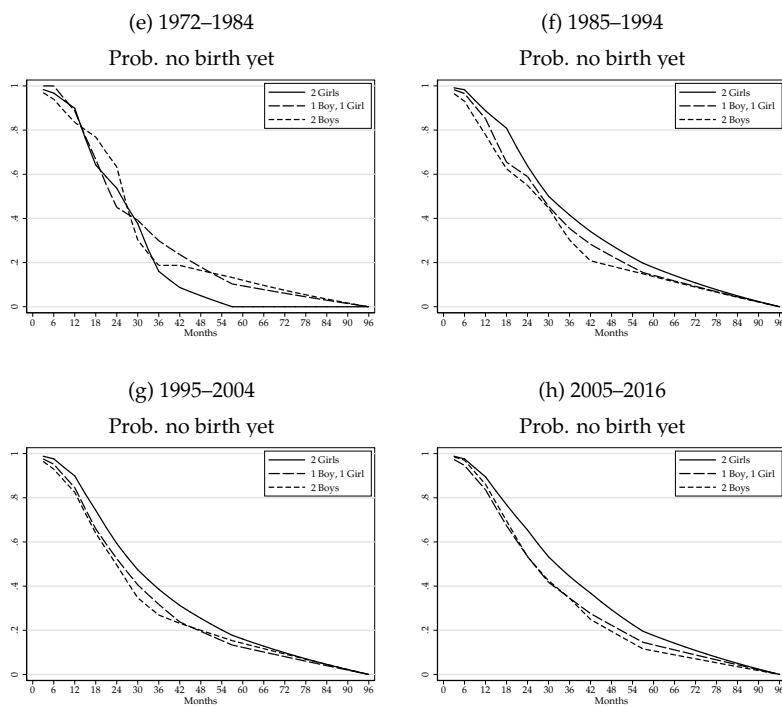 (e) 1972–1984
Prob. no birth yet
2 Girls
1 Boy, 1 Girl
2 Boys
1
.8
.6
.4
.2
0
0 6 12 18 24 30 36 42 48 54 60 66 72 78 84 90 96
Months
(f) 1985–1994
Prob. no birth yet
2 Girls
1 Boy, 1 Girl
2 Boys
1
.8
.6
.4
.2
0
0 6 12 18 24 30 36 42 48 54 60 66 72 78 84 90 96
Months
(g) 1995–2004
Prob. no birth yet
2 Girls
1 Boy, 1 Girl
2 Boys
1
.8
.6
.4
.2
0
0 6 12 18 24 30 36 42 48 54 60 66 72 78 84 90 96
Months
(h) 2005–2016
Prob. no birth yet
2 Girls
1 Boy, 1 Girl
2 Boys
1
.8
.6
.4
.2
0
0 6 12 18 24 30 36 42 48 54 60 66 72 78 84 90 96
Months